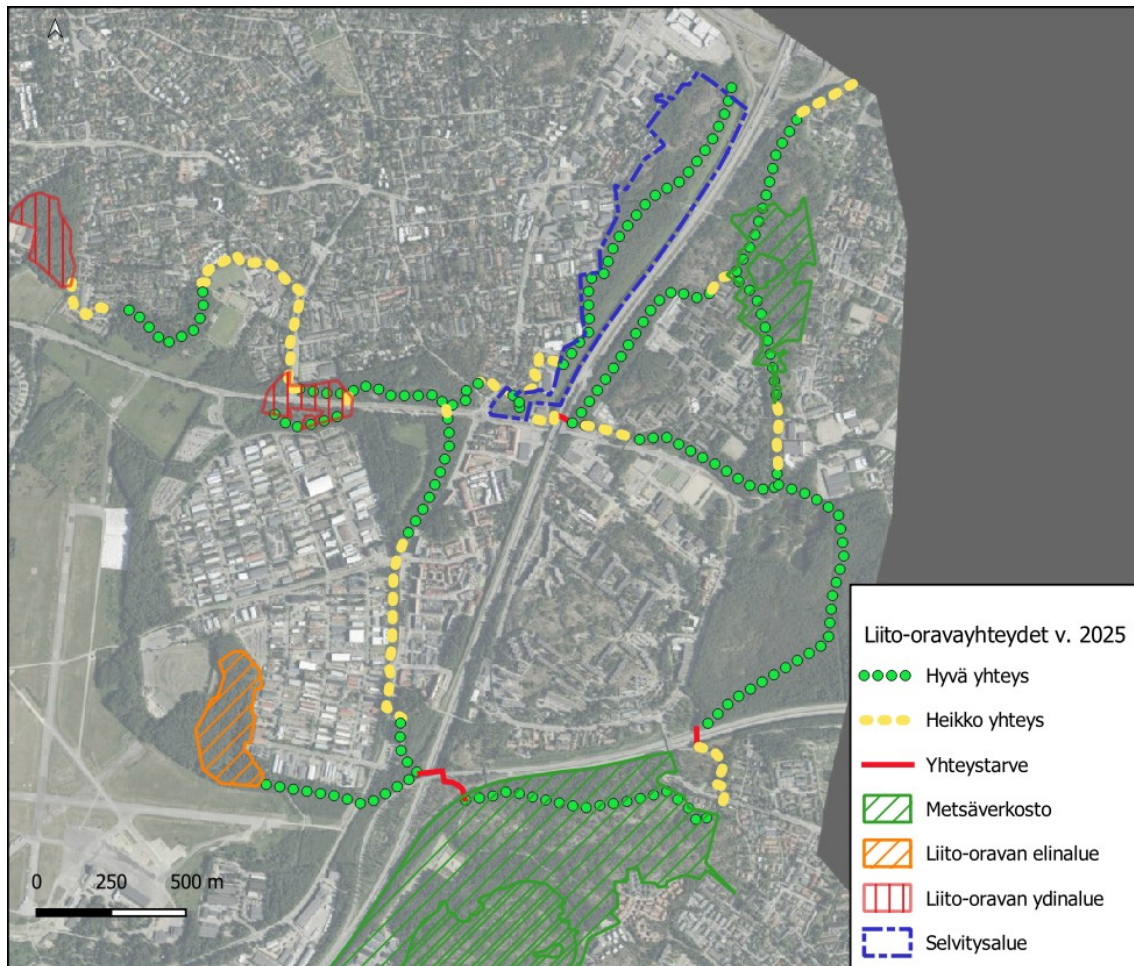 Liito-oravayhteydet v. 2025
Hyvä yhteys
Heikko yhteys
Yhteystarve
Metsäverkosto
Liito-oravan elinalue
Liito-oravan ydinalue
Selvitysalue
0 250 500 m